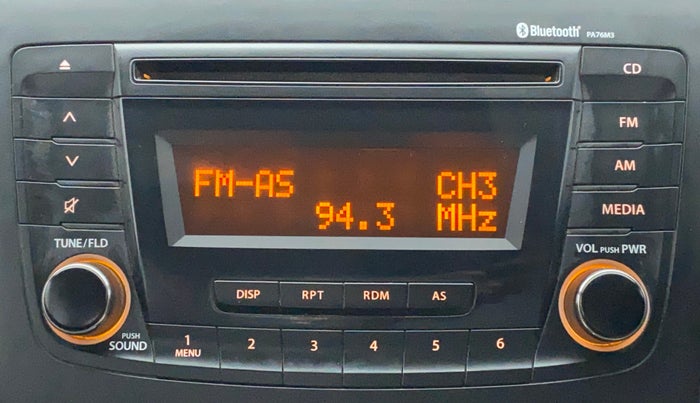 Bluetooth® PA76M3
CD
FM
AM
MEDIA
FM-AS CH3
94.3 MHz
TUNE/FLD
VOL PUSH PWR
DISP RPT RDM AS
PUSH
SOUND
1 2 3 4 5 6
MENU